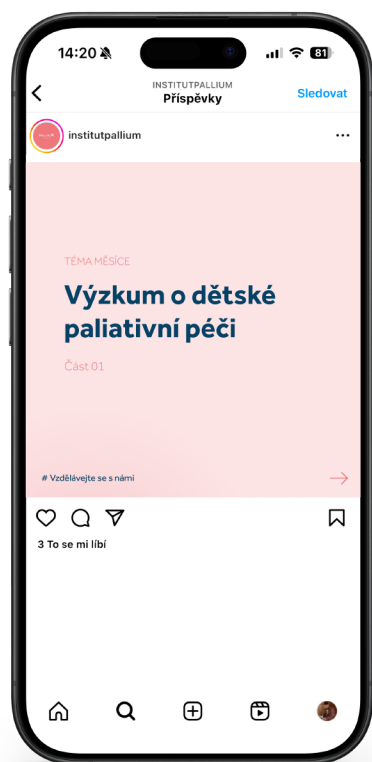 14:20
81
INSTITUTPALLIUM
Příspěvky
Sledovat
institutpallium
TÉMA MĚSÍCE
Výzkum o dětské
paliativní péči
Část 01
# Vzdělávejte se s námi
3 To se mi líbí